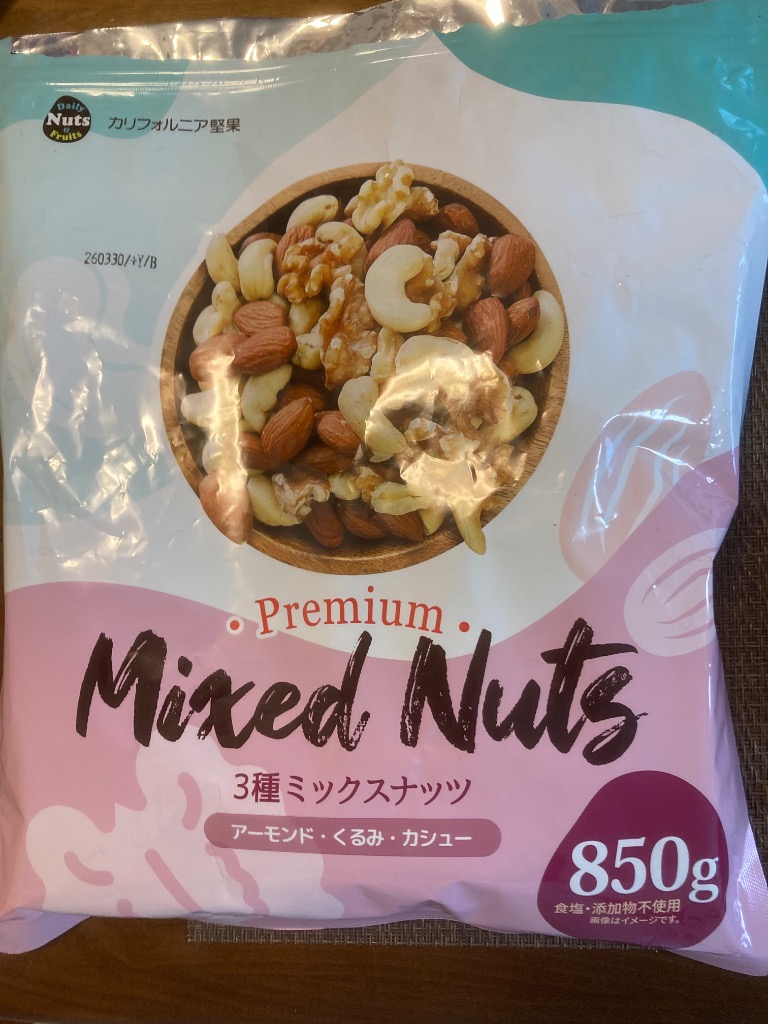 Daily
Nuts
&
Fruits
カリフォルニア堅果
260330/+Y/B
Premium
Mixed Nuts
3種ミックスナッツ
アーモンド・くるみ・カシュー
850g
食塩・添加物不使用
画像はイメージです。